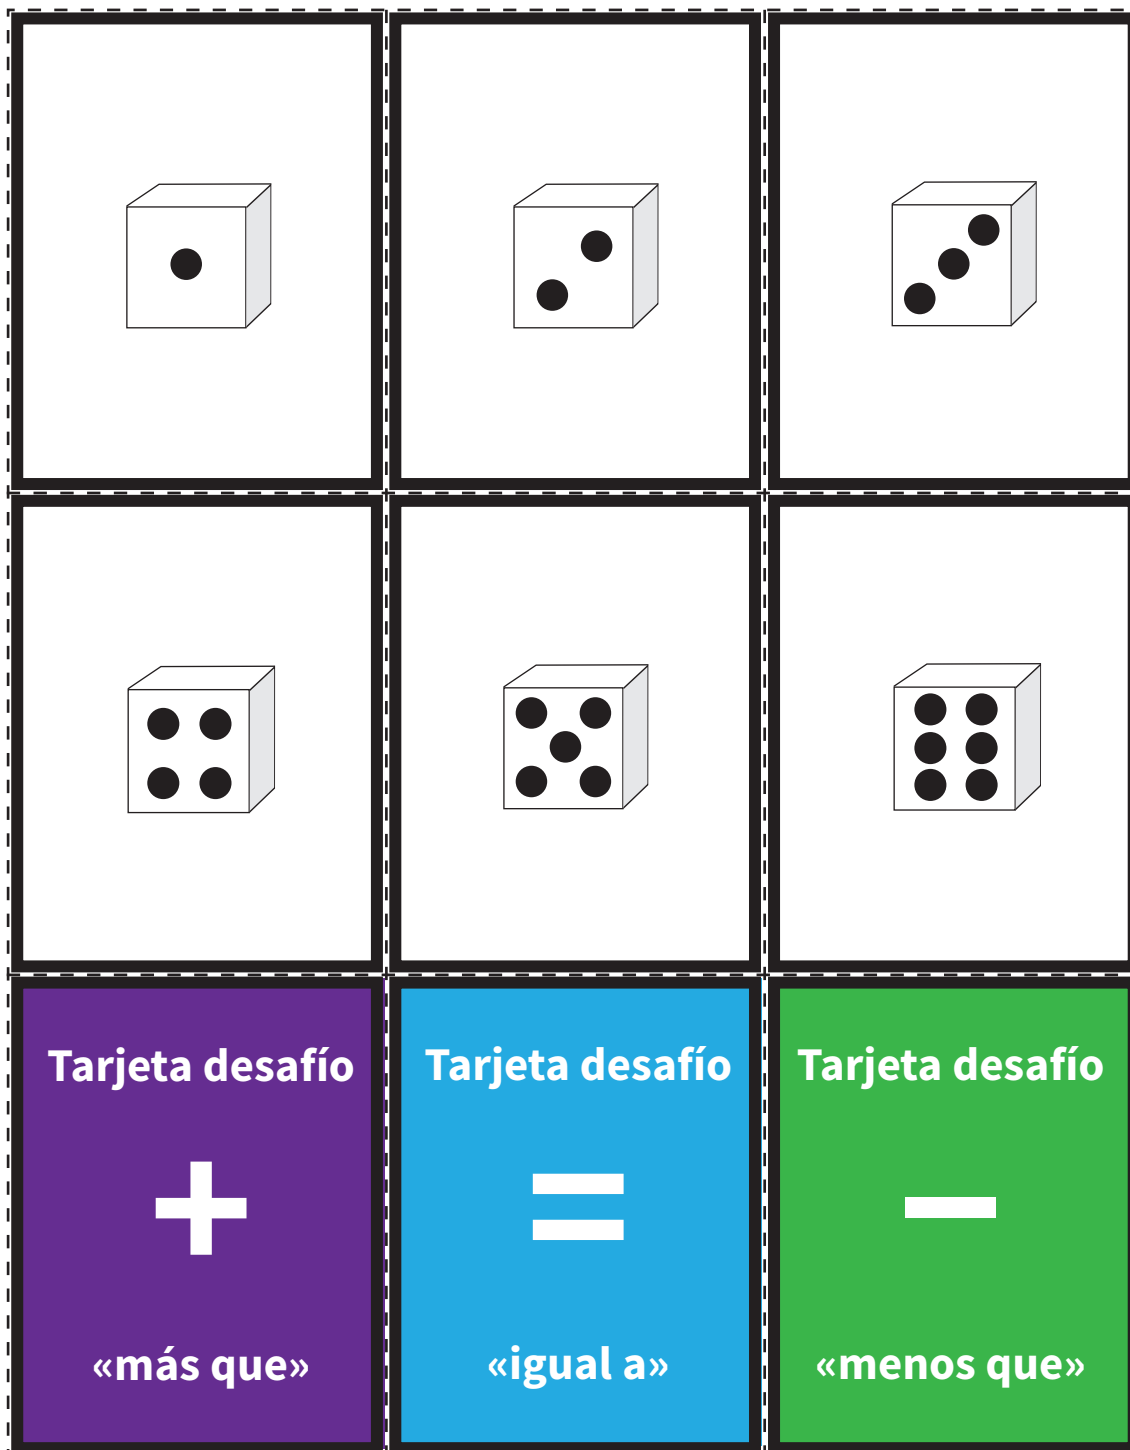 Tarjeta desafío
+
«más que»
Tarjeta desafío
=
«igual a»
Tarjeta desafío
−
«menos que»